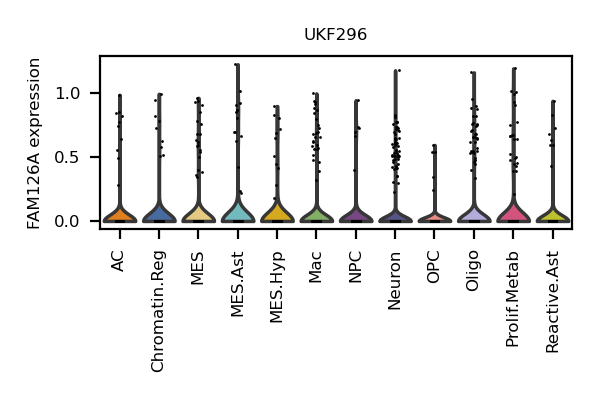 UKF296
FAM126A expression
1.0
0.5
0.0
AC
Chromatin.Reg
MES
MES.Ast
MES.Hyp
Mac
NPC
Neuron
OPC
Oligo
Prolif.Metab
Reactive.Ast